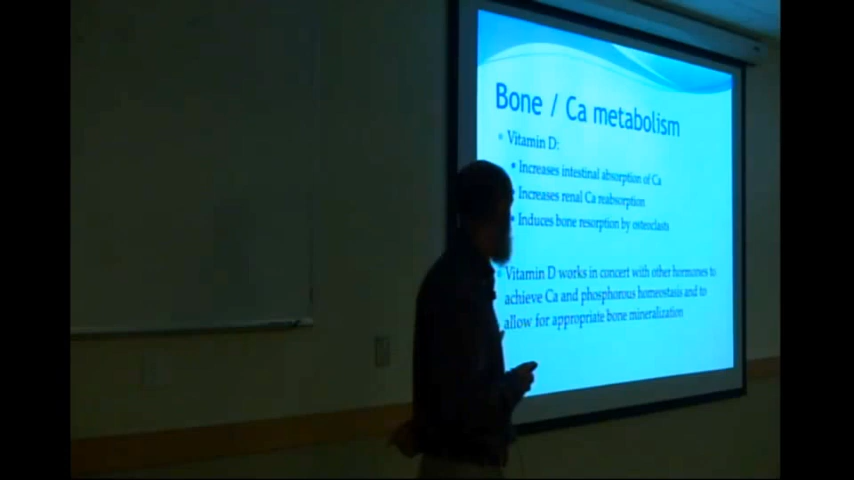 Bone / Ca metabolism
Vitamin D:
Increases intestinal absorption of Ca
Increases renal Ca reabsorption
Induces bone resorption by osteoclasts
Vitamin D works in concert with other hormones to
achieve Ca and phosphorous homeostasis and to
allow for appropriate bone mineralization